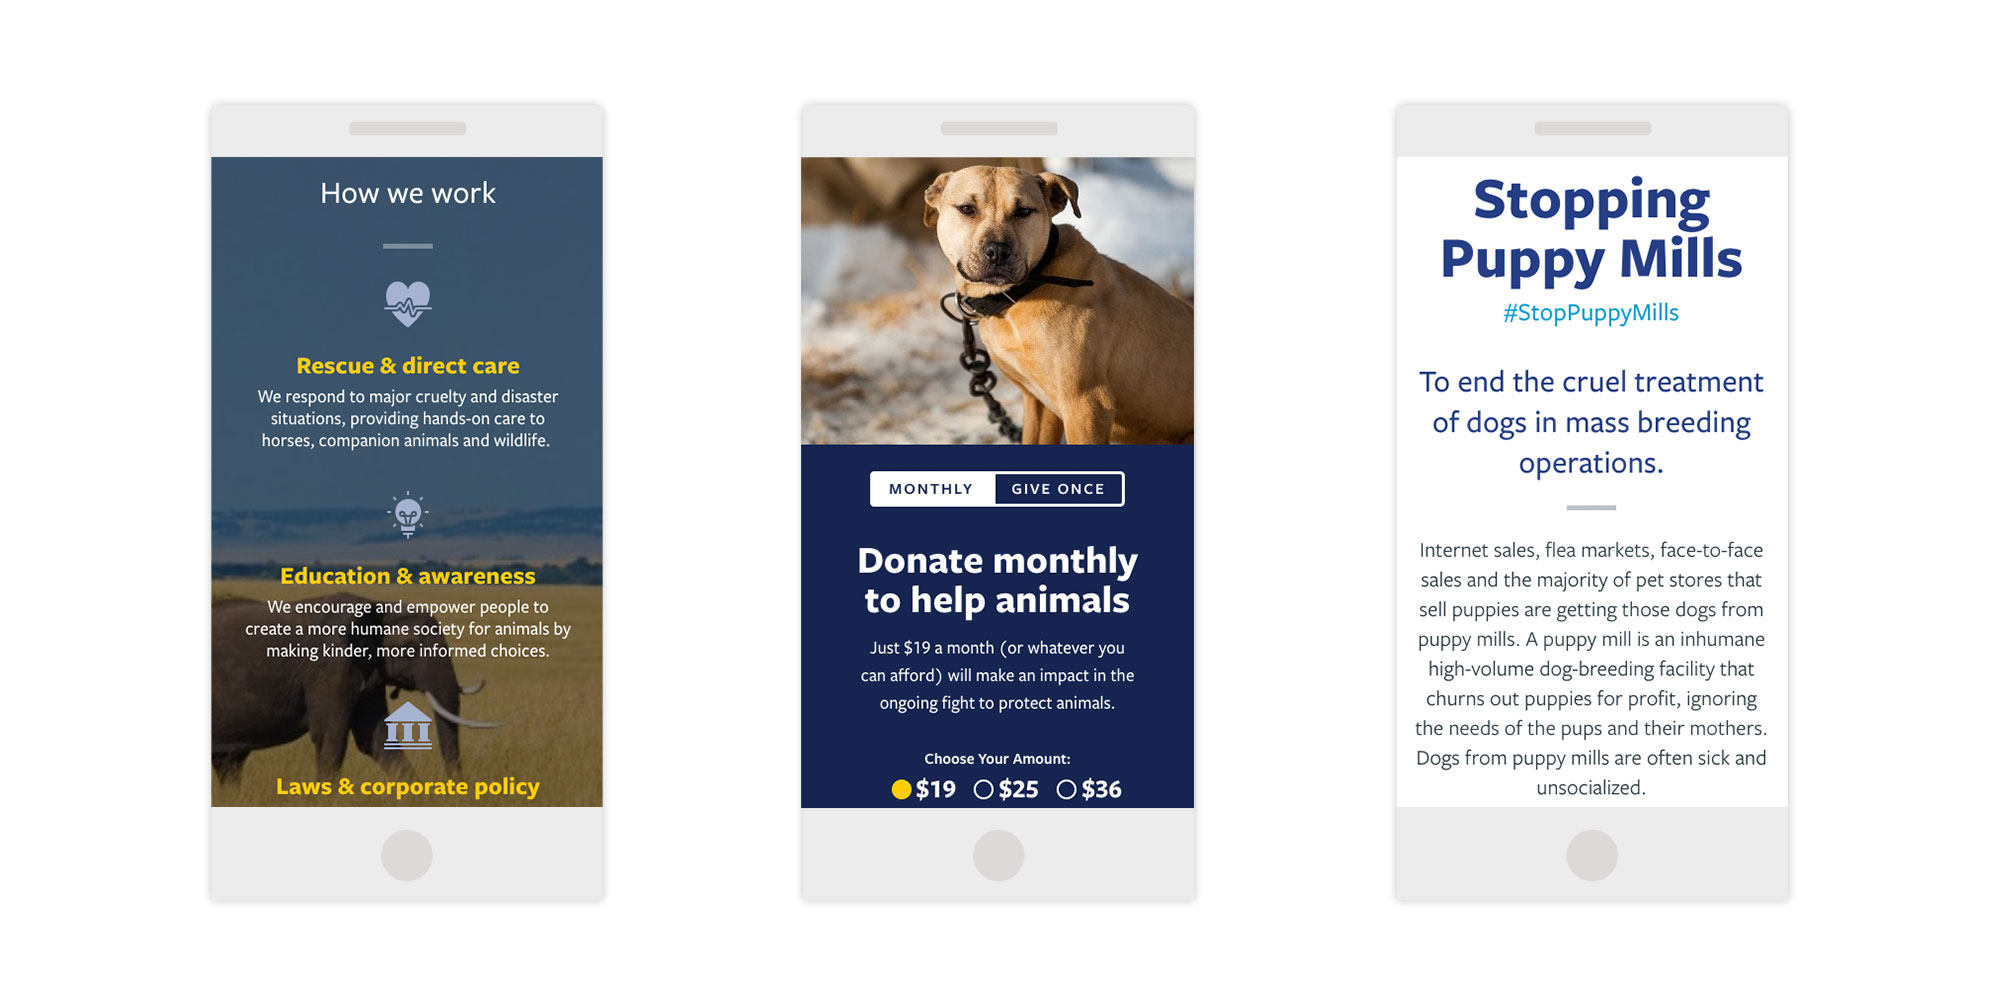 How we work
Rescue & direct care
We respond to major cruelty and disaster
situations, providing hands-on care to
horses, companion animals and wildlife.
Education & awareness
We encourage and empower people to
create a more humane society for animals by
making kinder, more informed choices.
Laws & corporate policy
MONTHLY GIVE ONCE
Donate monthly
to help animals
Just $19 a month (or whatever you
can afford) will make an impact in the
ongoing fight to protect animals.
Choose Your Amount:
$19 $25 $36
Stopping
Puppy Mills
#StopPuppyMills
To end the cruel treatment
of dogs in mass breeding
operations.
Internet sales, flea markets, face-to-face
sales and the majority of pet stores that
sell puppies are getting those dogs from
puppy mills. A puppy mill is an inhumane
high-volume dog-breeding facility that
churns out puppies for profit, ignoring
the needs of the pups and their mothers.
Dogs from puppy mills are often sick and
unsocialized.